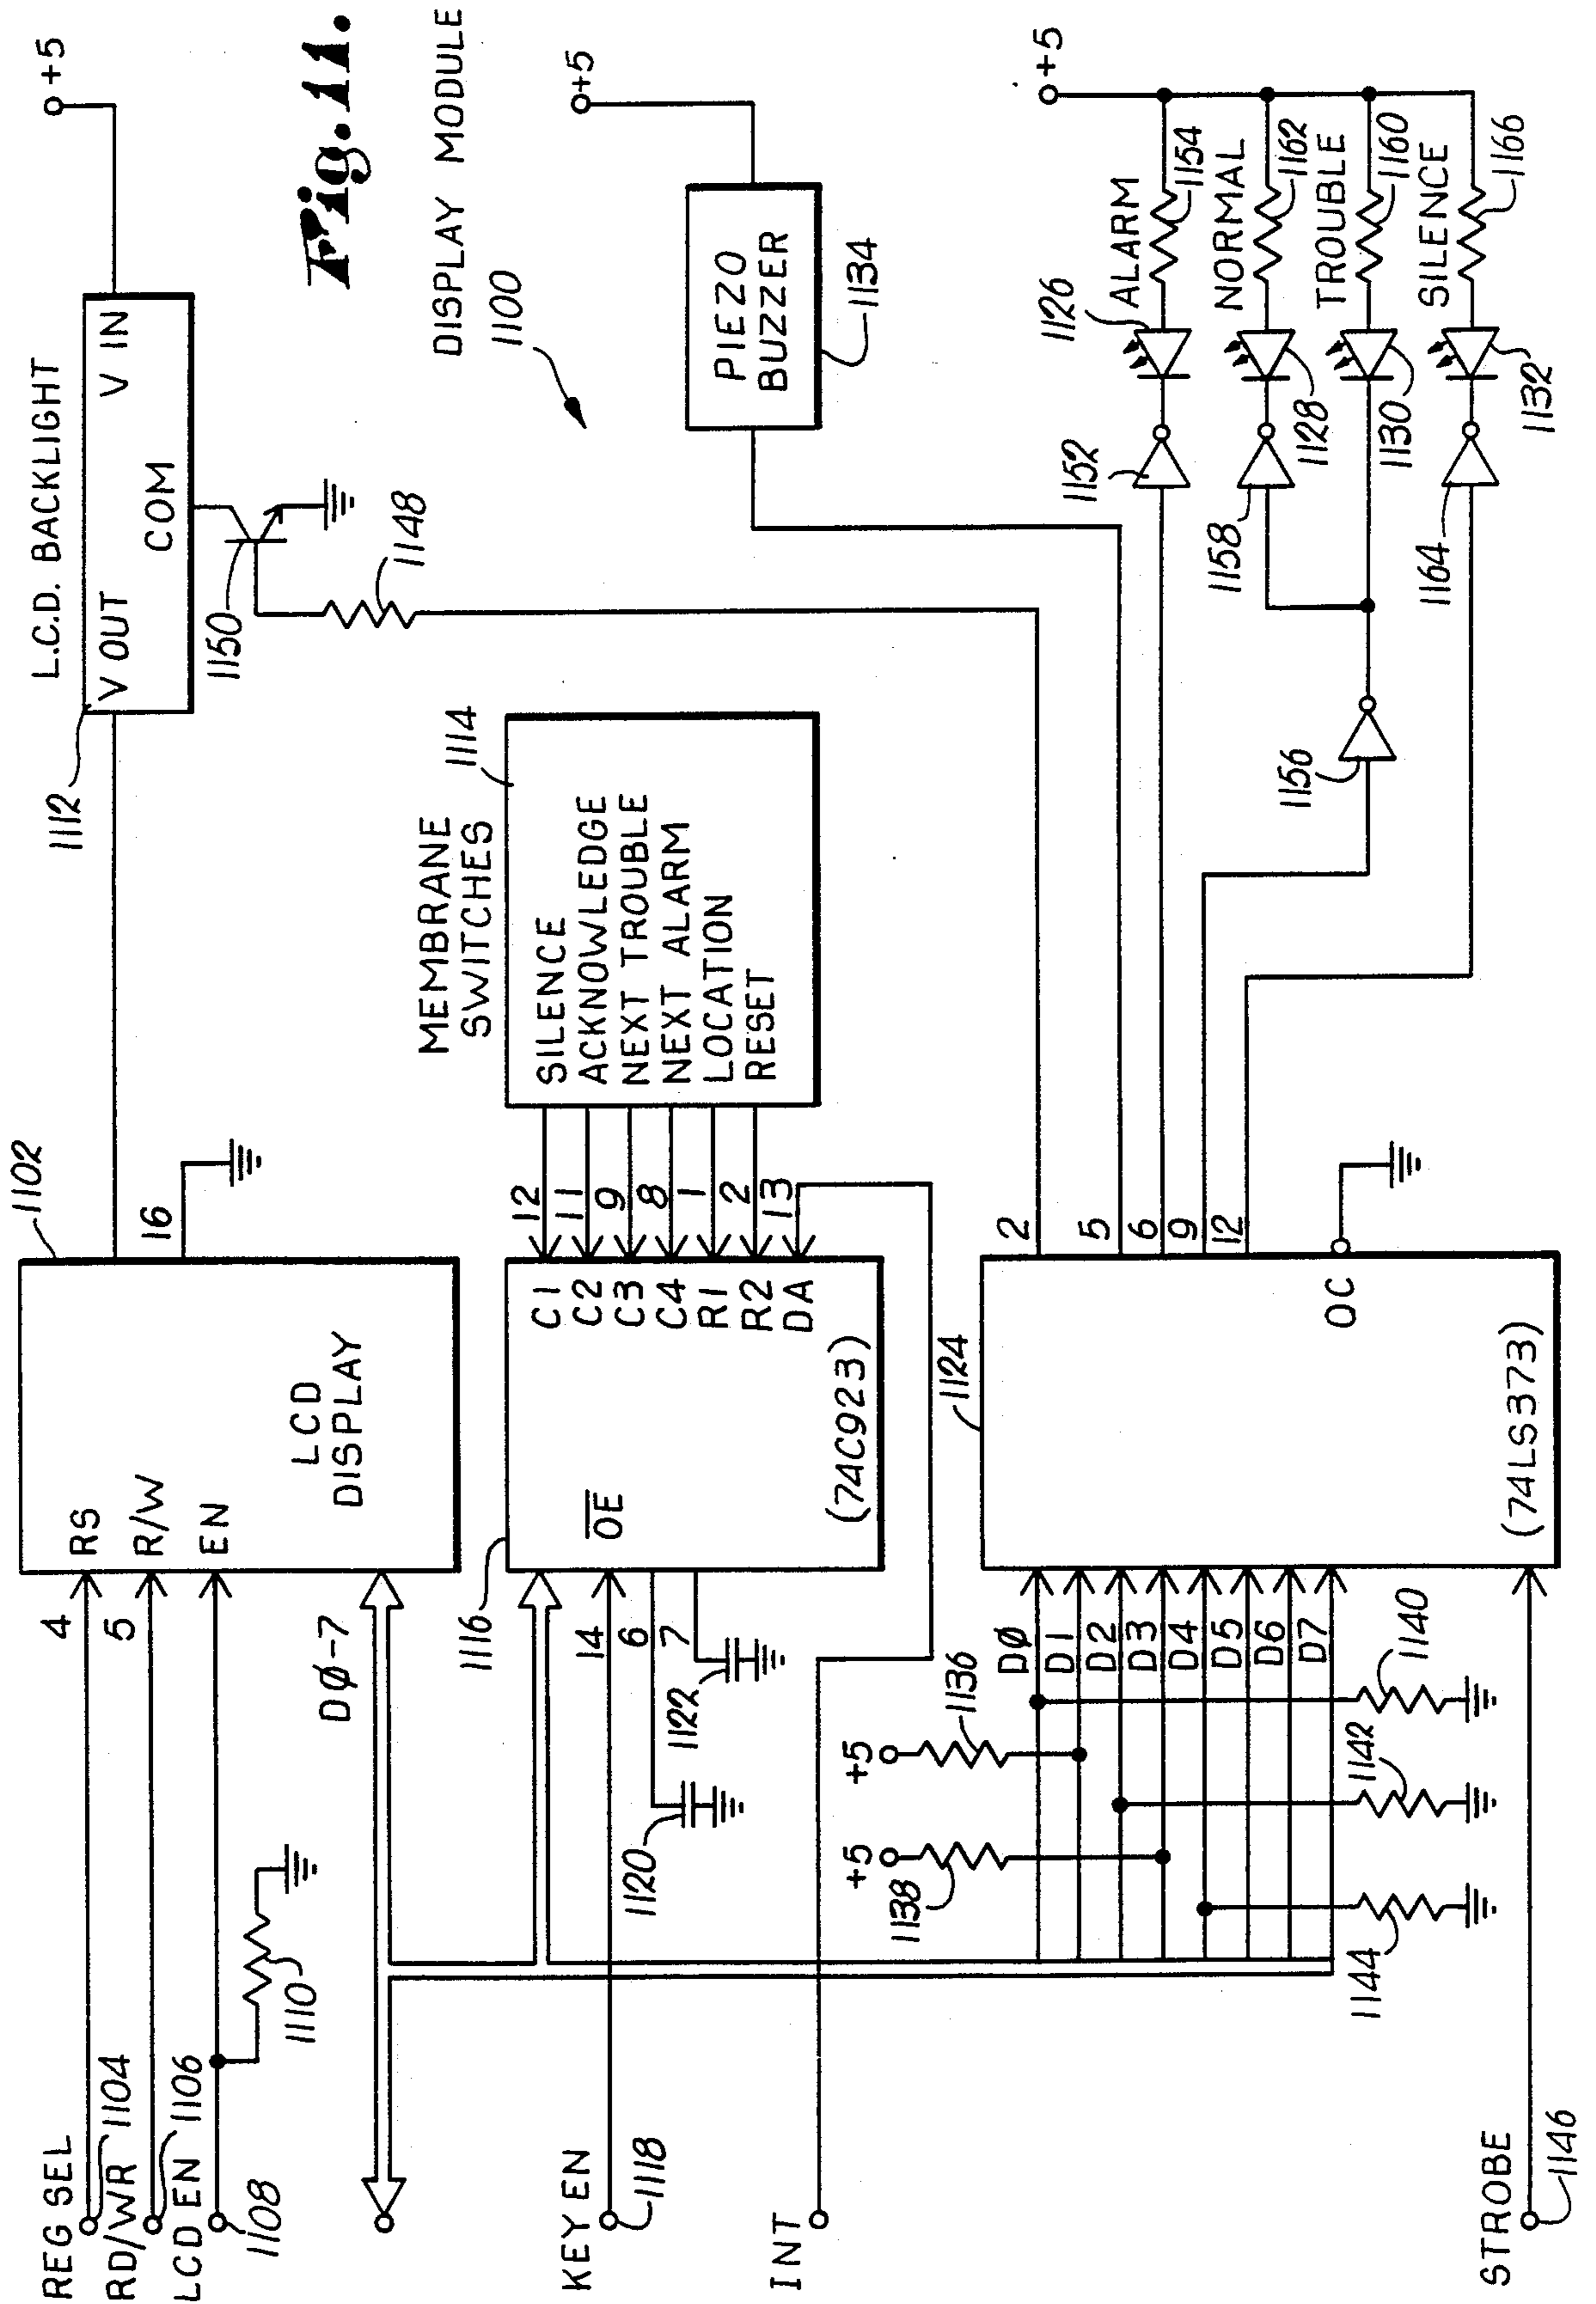 Fig. 11.
DISPLAY MODULE
1100
REG SEL
1104
RD/WR
1106
LCD EN
1108
1110
4
5
RS
R/W
EN
LCD
DISPLAY
1102
16
DØ-7
L.C.D. BACKLIGHT
V OUT
V IN
COM
1112
+5
1150
1148
MEMBRANE
SWITCHES
1114
SILENCE
ACKNOWLEDGE
NEXT TROUBLE
NEXT ALARM
LOCATION
RESET
12
11
9
8
1
2
13
C1
C2
C3
C4
R1
R2
DA
OE
(74C923)
1116
14
6
7
1122
1120
KEY EN
1118
INT
PIEZO
BUZZER
1134
+5
1124
DØ
D1
D2
D3
D4
D5
D6
D7
+5
1136
+5
1138
1140
1142
1144
STROBE
1146
OC
(74LS373)
2
5
6
9
12
1152
1158
1156
1164
1126
1128
1130
1132
ALARM
1154
NORMAL
1162
TROUBLE
1160
SILENCE
1166
+5